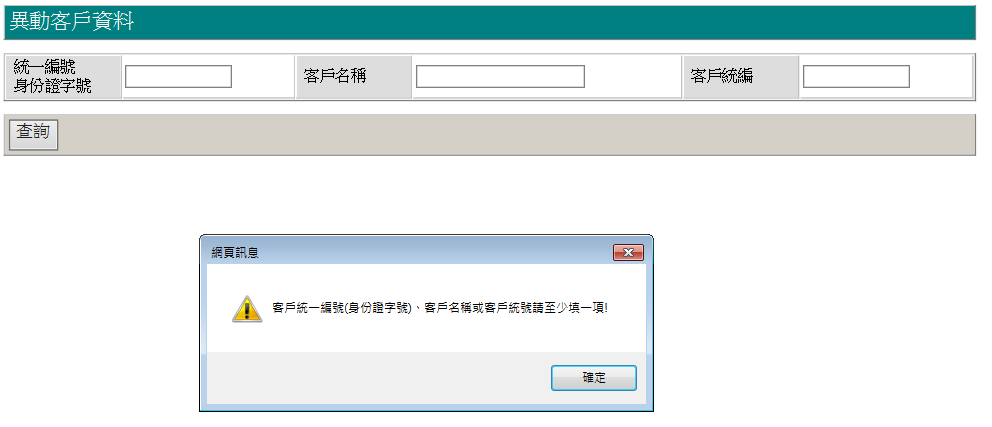 異動客戶資料
統一編號
身份證字號
客戶名稱
客戶統編
查詢
網頁訊息
客戶統一編號(身份證字號)、客戶名稱或客戶統號請至少填一項!
確定